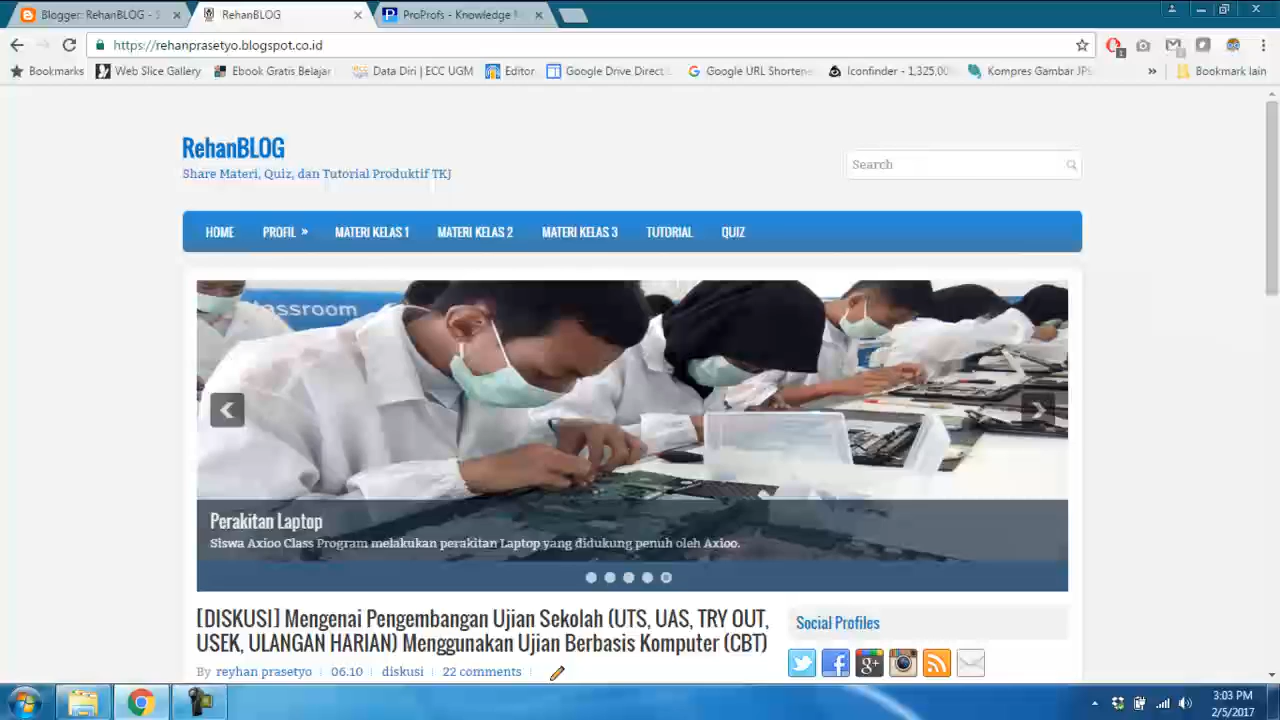 Blogger: RehanBLOG - S
RehanBLOG
ProProfs - Knowledge M
https://rehanprasetyo.blogspot.co.id
Bookmarks
Web Slice Gallery
Ebook Gratis Belajar
Data Diri | ECC UGM
Editor
Google Drive Direct L
Google URL Shortene
Iconfinder - 1,325,00
Kompres Gambar JPE
»
Bookmark lain
RehanBLOG
Share Materi, Quiz, dan Tutorial Produktif TKJ
Search
HOME
PROFIL »
MATERI KELAS 1
MATERI KELAS 2
MATERI KELAS 3
TUTORIAL
QUIZ
classroom
Perakitan Laptop
Siswa Axioo Class Program melakukan perakitan Laptop yang didukung penuh oleh Axioo.
[DISKUSI] Mengenai Pengembangan Ujian Sekolah (UTS, UAS, TRY OUT,
USEK, ULANGAN HARIAN) Menggunakan Ujian Berbasis Komputer (CBT)
By reyhan prasetyo
06.10
diskusi
22 comments
Social Profiles
3:03 PM
2/5/2017